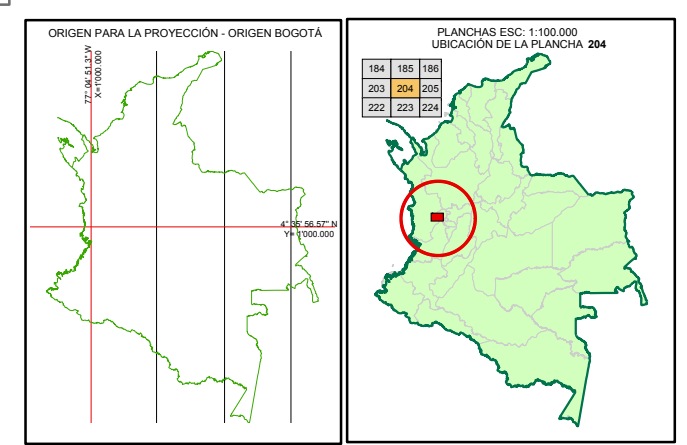 ORIGEN PARA LA PROYECCIÓN - ORIGEN BOGOTÁ
77° 04' 51.3" W
X=1'000.000
4° 35' 56.57" N
Y= 1'000.000
PLANCHAS ESC: 1:100.000
UBICACIÓN DE LA PLANCHA 204
184 185 186
203 204 205
222 223 224